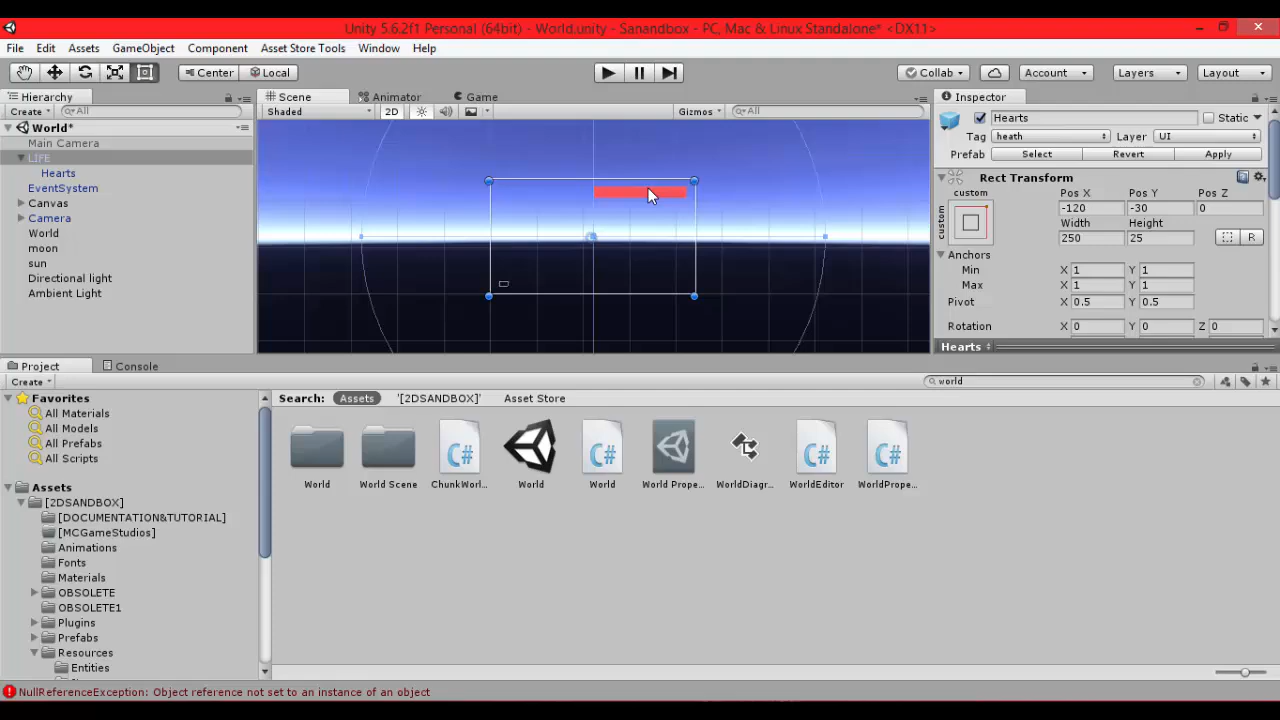 Unity 5.6.2f1 Personal (64bit) - World.unity - Sanandbox - PC, Mac & Linux Standalone* <DX11>
File Edit Assets GameObject Component Asset Store Tools Window Help
Center Local Collab Account Layers Layout
Hierarchy
Create All
World*
Main Camera
LIFE
Hearts
EventSystem
Canvas
Camera
World
moon
sun
Directional light
Ambient Light
Scene Animator Game
Shaded 2D Gizmos All
Inspector
Hearts Static
Tag heath Layer UI
Prefab Select Revert Apply
Rect Transform
custom Pos X Pos Y Pos Z
custom -120 -30 0
Width Height
250 25 R
Anchors
Min X 1 Y 1
Max X 1 Y 1
Pivot X 0.5 Y 0.5
Rotation X 0 Y 0 Z 0
Hearts
Project Console
Create world
Favorites
All Materials
All Models
All Prefabs
All Scripts
Assets
[2DSANDBOX]
[DOCUMENTATION&TUTORIAL]
[MCGameStudios]
Animations
Fonts
Materials
OBSOLETE
OBSOLETE1
Plugins
Prefabs
Resources
Entities
Search: Assets '[2DSANDBOX]' Asset Store
C# C# C# C#
World World Scene ChunkWorl... World World World Prope... WorldDiagr... WorldEditor WorldPrope...
NullReferenceException: Object reference not set to an instance of an object